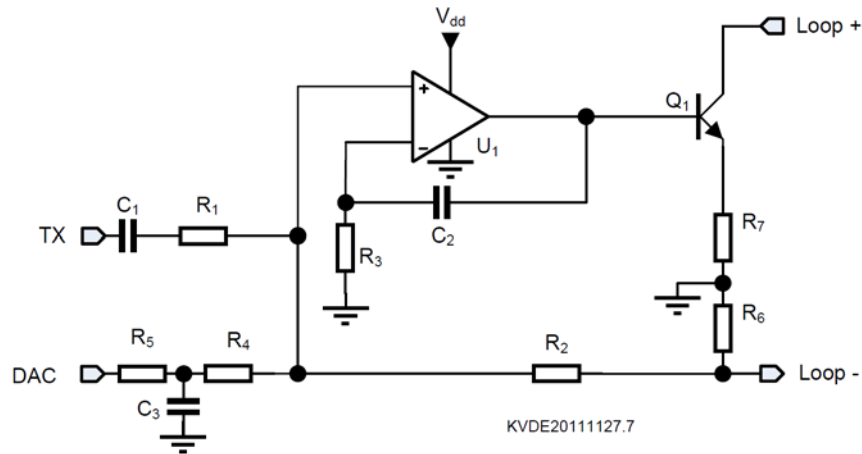 Vdd
Loop +
Q1
+
−
U1
C1
R1
TX
C2
R3
R7
R5
R4
R6
R2
DAC
Loop -
C3
KVDE20111127.7